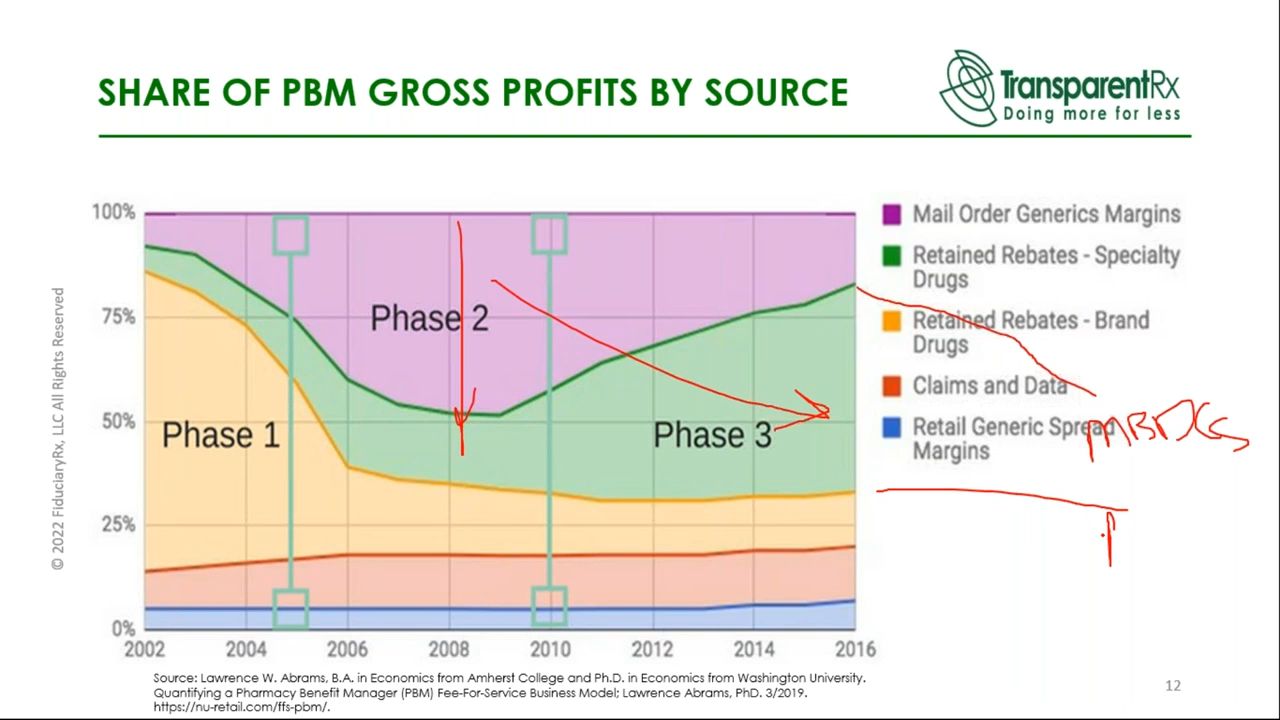 SHARE OF PBM GROSS PROFITS BY SOURCE
TransparentRx
Doing more for less
© 2022 FiduciaryRx, LLC All Rights Reserved
100%
75%
50%
25%
0%
Phase 1
Phase 2
Phase 3
2002 2004 2006 2008 2010 2012 2014 2016
Mail Order Generics Margins
Retained Rebates - Specialty
Drugs
Retained Rebates - Brand
Drugs
Claims and Data
Retail Generic Spread
Margins
Source: Lawrence W. Abrams, B.A. in Economics from Amherst College and Ph.D. in Economics from Washington University.
Quantifying a Pharmacy Benefit Manager (PBM) Fee-For-Service Business Model; Lawrence Abrams, PhD. 3/2019.
https://nu-retail.com/ffs-pbm/.
12